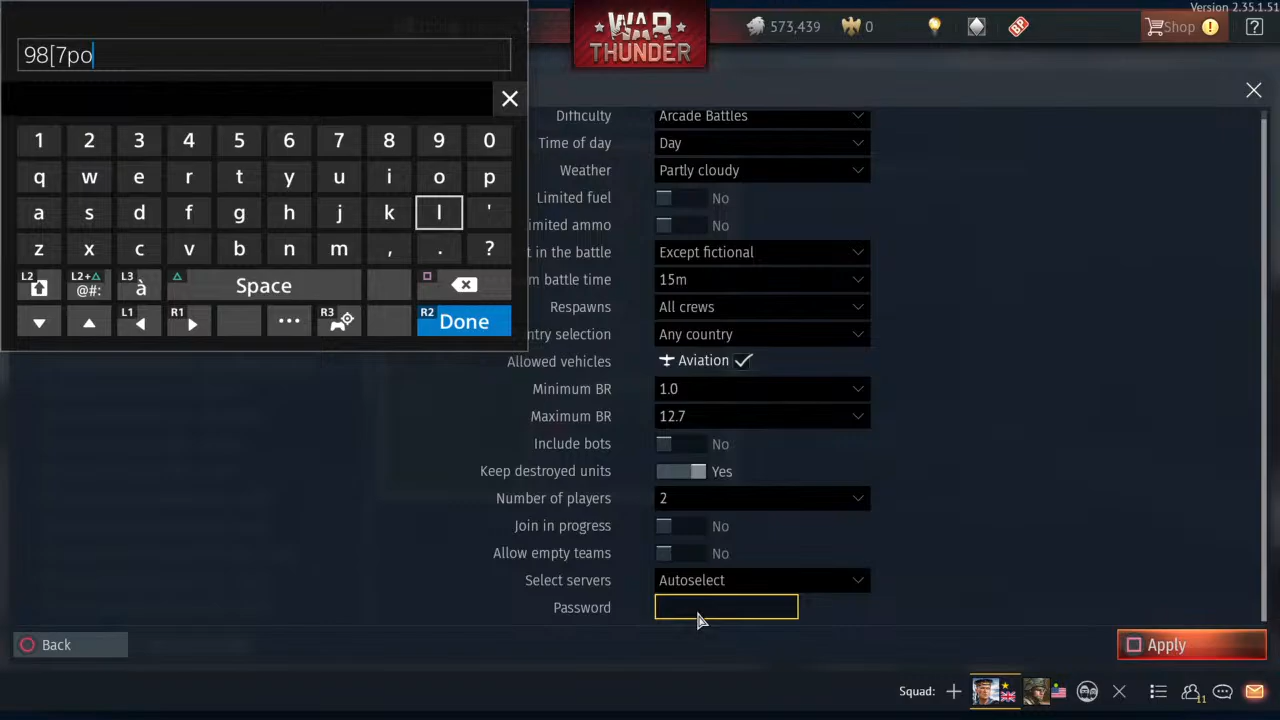 Version 2.35.1.51
WAR THUNDER
573,439
0
BP
Shop !
?
98[7po
1 2 3 4 5 6 7 8 9 0
q w e r t y u i o p
a s d f g h j k l '
z x c v b n m , . ?
L2 L2+△ @#: L3 à △ Space □
L1 R1 ... R3 R2 Done
Difficulty Arcade Battles
Time of day Day
Weather Partly cloudy
Limited fuel No
imited ammo No
t in the battle Except fictional
m battle time 15m
Respawns All crews
ntry selection Any country
Allowed vehicles Aviation
Minimum BR 1.0
Maximum BR 12.7
Include bots No
Keep destroyed units Yes
Number of players 2
Join in progress No
Allow empty teams No
Select servers Autoselect
Password
Back
Apply
Squad: 11